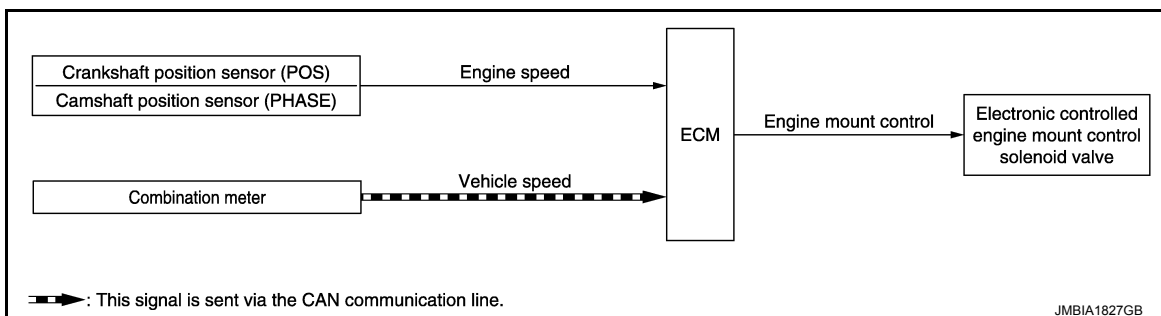 Crankshaft position sensor (POS)
Camshaft position sensor (PHASE)
Engine speed
Combination meter
Vehicle speed
ECM
Engine mount control
Electronic controlled
engine mount control
solenoid valve
: This signal is sent via the CAN communication line.
JMBIA1827GB